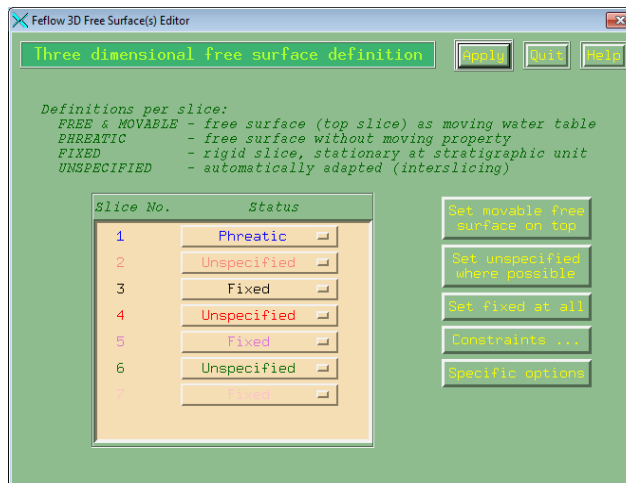 Feflow 3D Free Surface(s) Editor
Three dimensional free surface definition
Apply
Quit
Help
Definitions per slice:
FREE & MOVABLE - free surface (top slice) as moving water table
PHREATIC - free surface without moving property
FIXED - rigid slice, stationary at stratigraphic unit
UNSPECIFIED - automatically adapted (interslicing)
Slice No. Status
1 Phreatic
2 Unspecified
3 Fixed
4 Unspecified
5 Fixed
6 Unspecified
7 Fixed
Set movable free
surface on top
Set unspecified
where possible
Set fixed at all
Constraints ...
Specific options